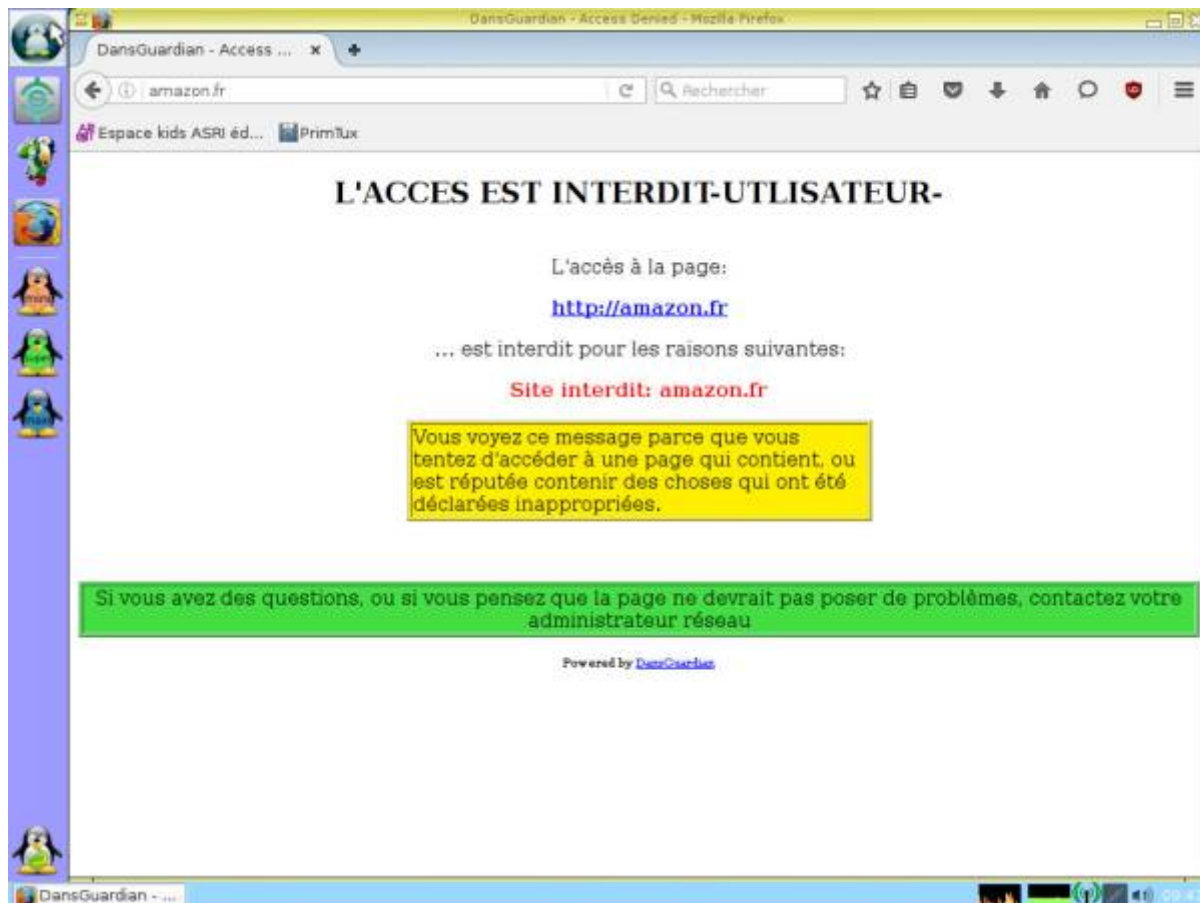 DansGuardian - Access Denied - Mozilla Firefox
DansGuardian - Access ...
amazon.fr
Rechercher
Espace kids ASRI éd...
PrimTux
L'ACCES EST INTERDIT-UTLISATEUR-
L'accès à la page:
http://amazon.fr
... est interdit pour les raisons suivantes:
Site interdit: amazon.fr
Vous voyez ce message parce que vous
tentez d'accéder à une page qui contient, ou
est réputée contenir des choses qui ont été
déclarées inappropriées.
Si vous avez des questions, ou si vous pensez que la page ne devrait pas poser de problèmes, contactez votre
administrateur réseau
Powered by DansGuardian
mini
super
maxi
DansGuardian - ...